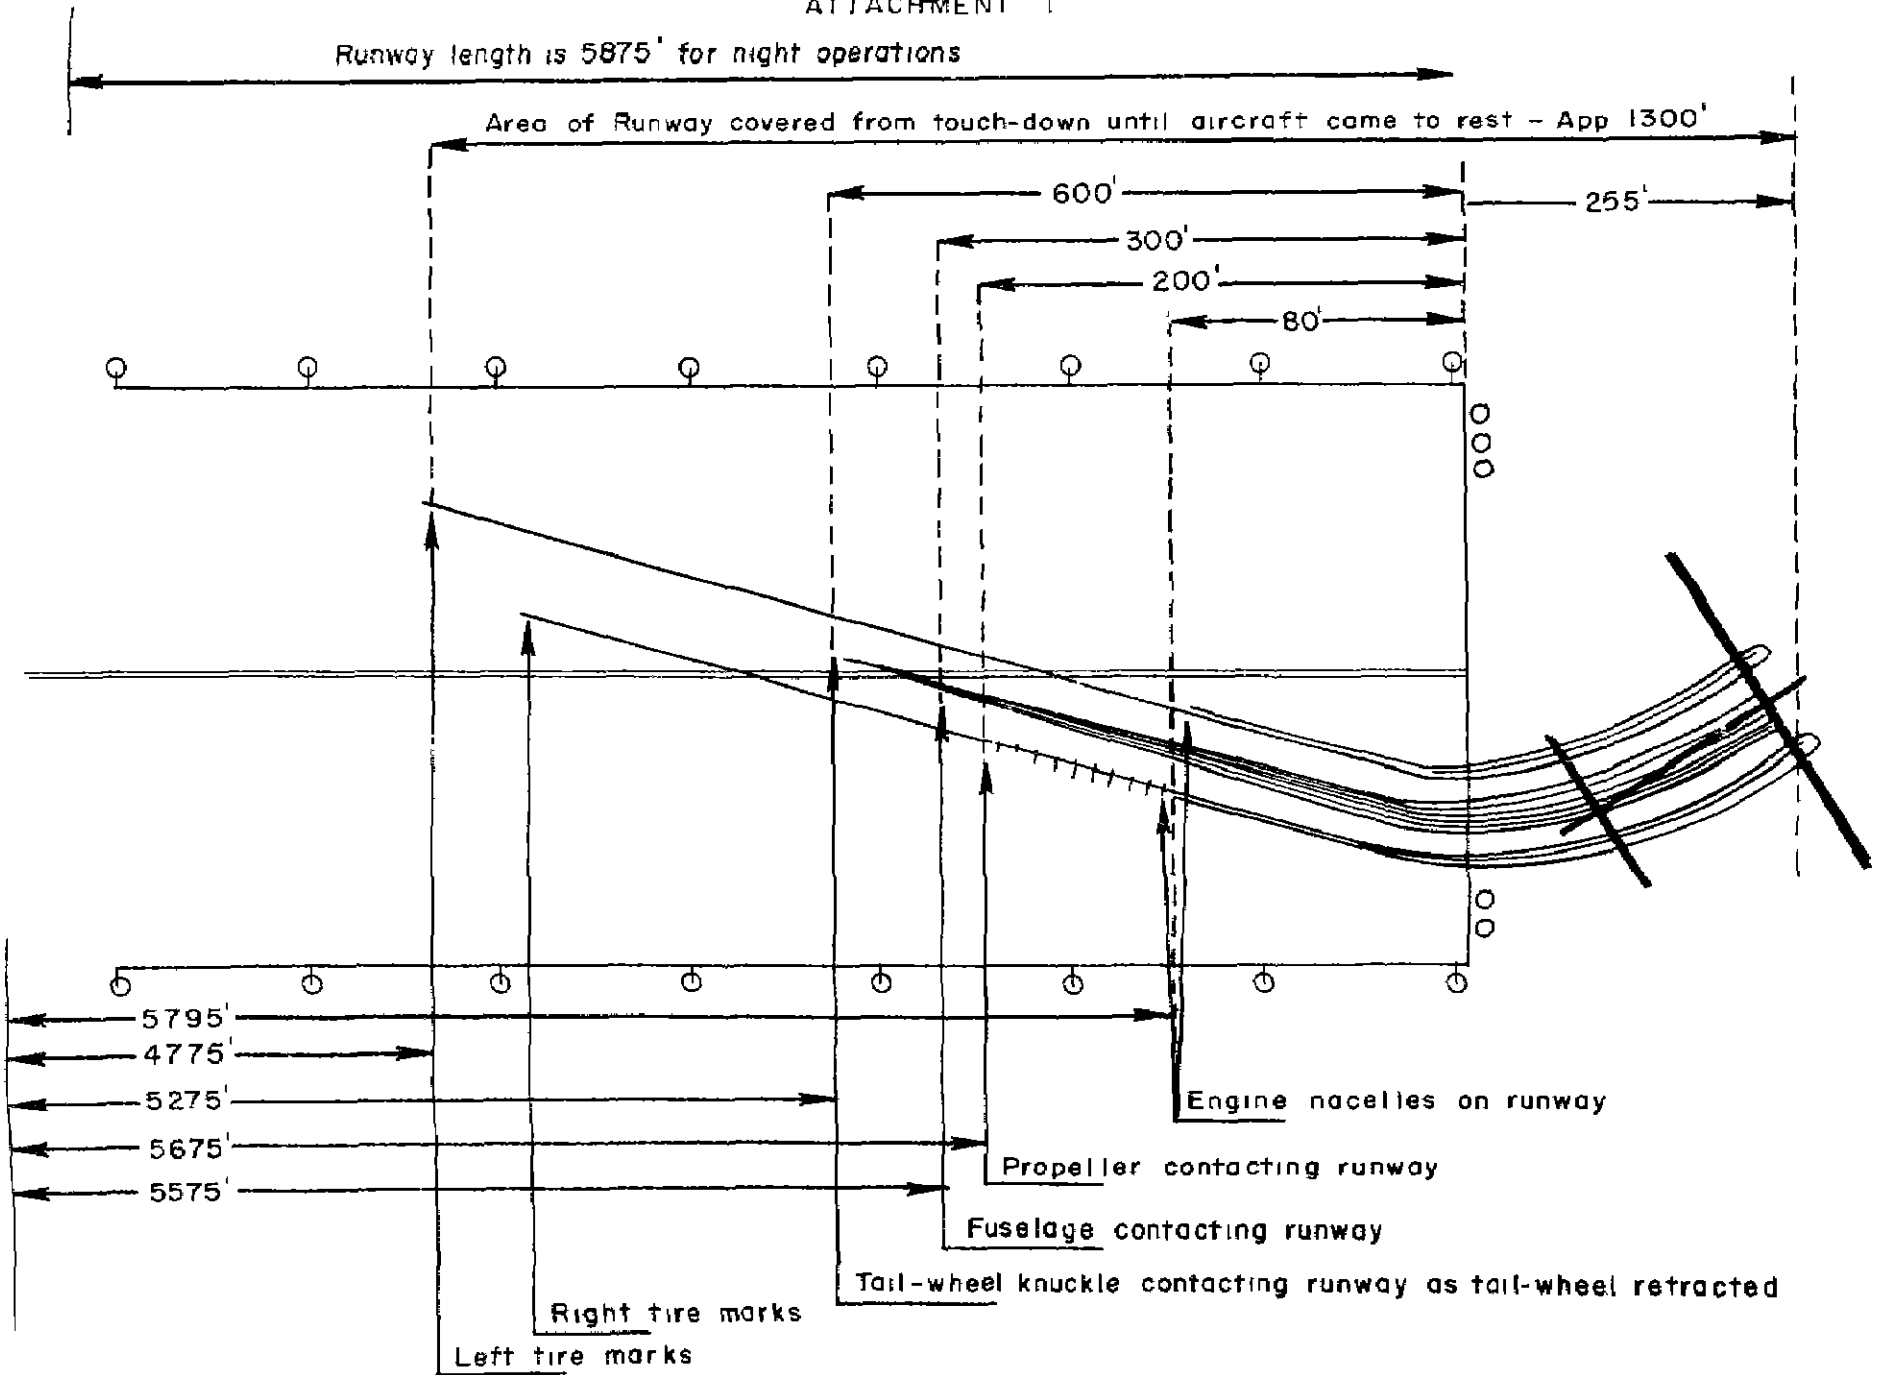 ATTACHMENT 1
Runway length is 5875' for night operations
Area of Runway covered from touch-down until aircraft came to rest - App 1300'
600'
255'
300'
200'
80'
5795'
4775'
5275'
Engine nacelles on runway
5675'
Propeller contacting runway
5575'
Fuselage contacting runway
Tail-wheel knuckle contacting runway as tail-wheel retracted
Right tire marks
Left tire marks